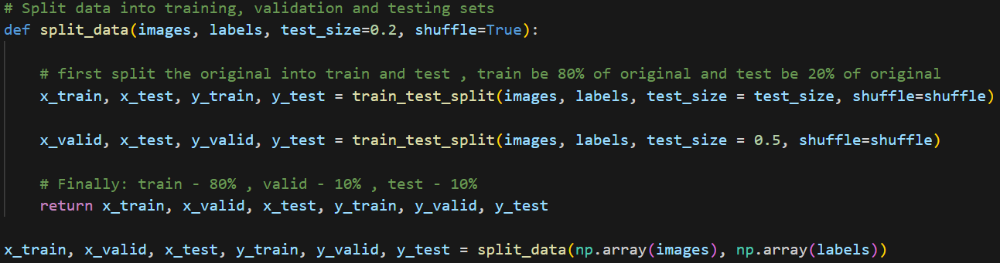 # Split data into training, validation and testing sets
def split_data(images, labels, test_size=0.2, shuffle=True):
# first split the original into train and test , train be 80% of original and test be 20% of original
x_train, x_test, y_train, y_test = train_test_split(images, labels, test_size = test_size, shuffle=shuffle)
x_valid, x_test, y_valid, y_test = train_test_split(images, labels, test_size = 0.5, shuffle=shuffle)
# Finally: train - 80% , valid - 10% , test - 10%
return x_train, x_valid, x_test, y_train, y_valid, y_test
x_train, x_valid, x_test, y_train, y_valid, y_test = split_data(np.array(images), np.array(labels))